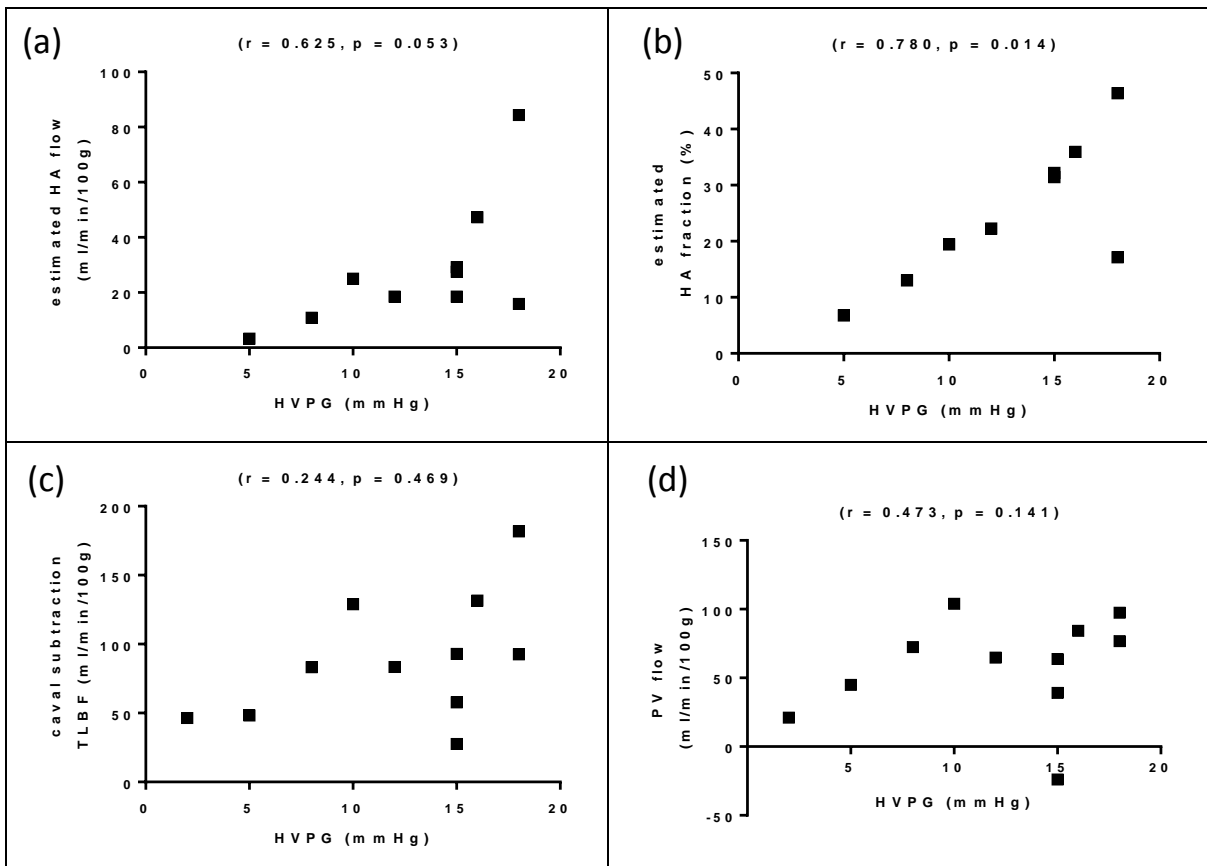 (a)
(r = 0.625, p = 0.053)
estimated HA flow
(ml/min/100g)
100
80
60
40
20
0
0 5 10 15 20
HVPG (mmHg)
(b)
(r = 0.780, p = 0.014)
estimated
HA fraction (%)
50
40
30
20
10
0
0 5 10 15 20
HVPG (mmHg)
(c)
(r = 0.244, p = 0.469)
caval subtraction
TLBF (ml/min/100g)
200
150
100
50
0
0 5 10 15 20
HVPG (mmHg)
(d)
(r = 0.473, p = 0.141)
PV flow
(ml/min/100g)
150
100
50
0
-50
5 10 15 20
HVPG (mmHg)